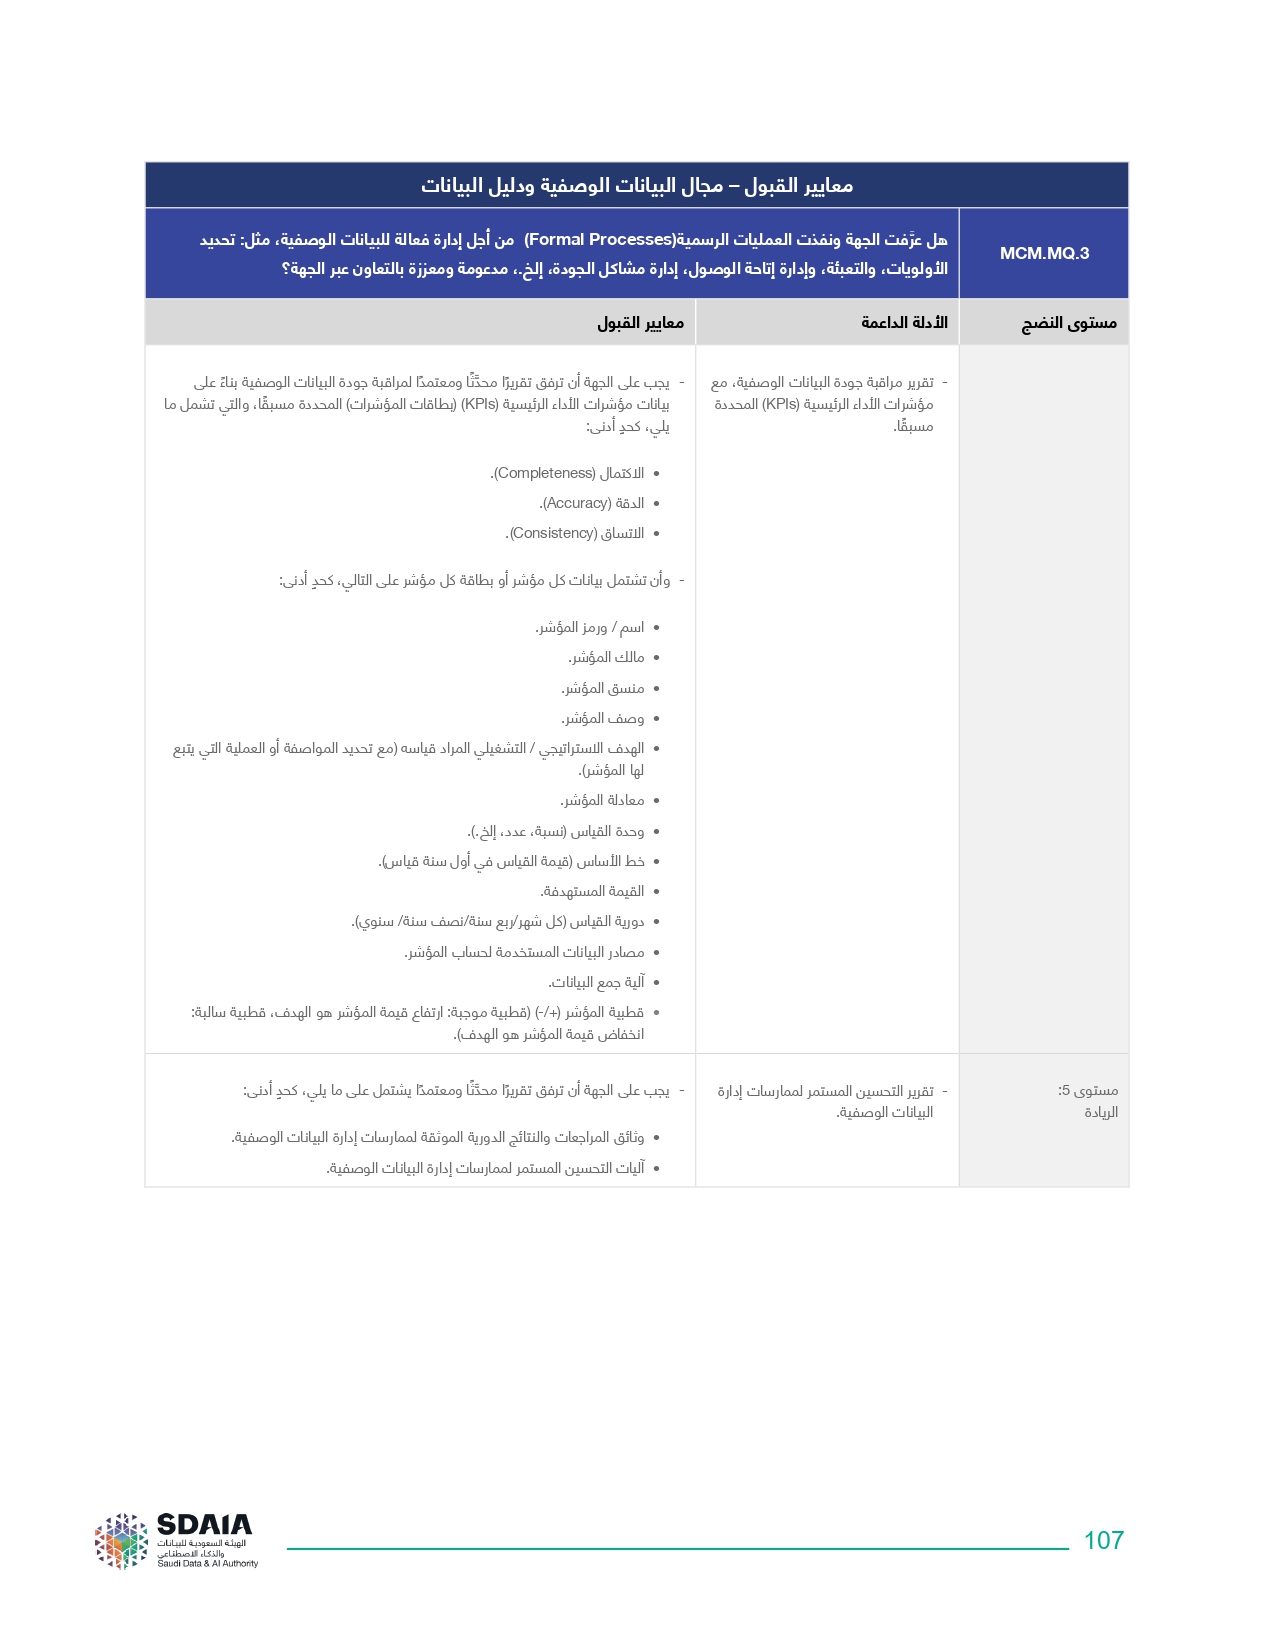 معايير القبول – مجال البيانات الوصفية ودليل البيانات
MCM.MQ.3
هل عرَّفت الجهة ونفذت العمليات الرسمية(Formal Processes) من أجل إدارة فعالة للبيانات الوصفية، مثل: تحديد
الأولويات، والتعبئة، وإدارة إتاحة الوصول، إدارة مشاكل الجودة، إلخ.، مدعومة ومعززة بالتعاون عبر الجهة؟
مستوى النضج
الأدلة الداعمة
معايير القبول
- تقرير مراقبة جودة البيانات الوصفية، مع
مؤشرات الأداء الرئيسية (KPIs) المحددة
مسبقًا.
- يجب على الجهة أن ترفق تقريرًا محدَّثًا ومعتمدًا لمراقبة جودة البيانات الوصفية بناءً على
بيانات مؤشرات الأداء الرئيسية (KPIs) (بطاقات المؤشرات) المحددة مسبقًا، والتي تشمل ما
يلي، كحدٍ أدنى:
• الاكتمال (Completeness).
• الدقة (Accuracy).
• الاتساق (Consistency).
- وأن تشتمل بيانات كل مؤشر أو بطاقة كل مؤشر على التالي، كحدٍ أدنى:
• اسم / ورمز المؤشر.
• مالك المؤشر.
• منسق المؤشر.
• وصف المؤشر.
• الهدف الاستراتيجي / التشغيلي المراد قياسه (مع تحديد المواصفة أو العملية التي يتبع
لها المؤشر).
• معادلة المؤشر.
• وحدة القياس (نسبة، عدد، إلخ.).
• خط الأساس (قيمة القياس في أول سنة قياس).
• القيمة المستهدفة.
• دورية القياس (كل شهر/ربع سنة/نصف سنة/ سنوي).
• مصادر البيانات المستخدمة لحساب المؤشر.
• آلية جمع البيانات.
• قطبية المؤشر (+/-) (قطبية موجبة: ارتفاع قيمة المؤشر هو الهدف، قطبية سالبة:
انخفاض قيمة المؤشر هو الهدف).
مستوى 5:
الريادة
- تقرير التحسين المستمر لممارسات إدارة
البيانات الوصفية.
- يجب على الجهة أن ترفق تقريرًا محدَّثًا ومعتمدًا يشتمل على ما يلي، كحدٍ أدنى:
• وثائق المراجعات والنتائج الدورية الموثقة لممارسات إدارة البيانات الوصفية.
• آليات التحسين المستمر لممارسات إدارة البيانات الوصفية.
SDAIA
الهيئة السعودية للبيانات
والذكاء الاصطناعي
Saudi Data & AI Authority
107